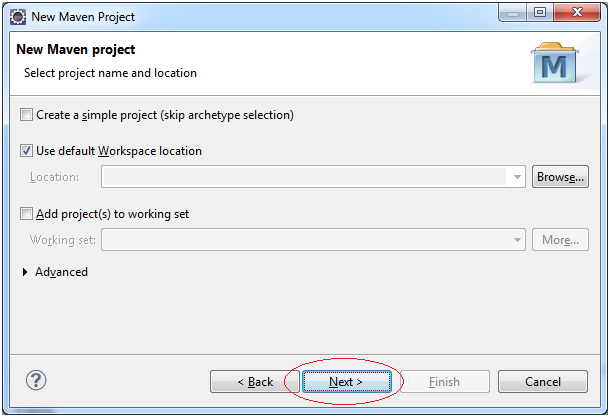 New Maven Project
New Maven project
Select project name and location
M
Create a simple project (skip archetype selection)
Use default Workspace location
Location:
Browse...
Add project(s) to working set
Working set:
More...
Advanced
?
< Back
Next >
Finish
Cancel